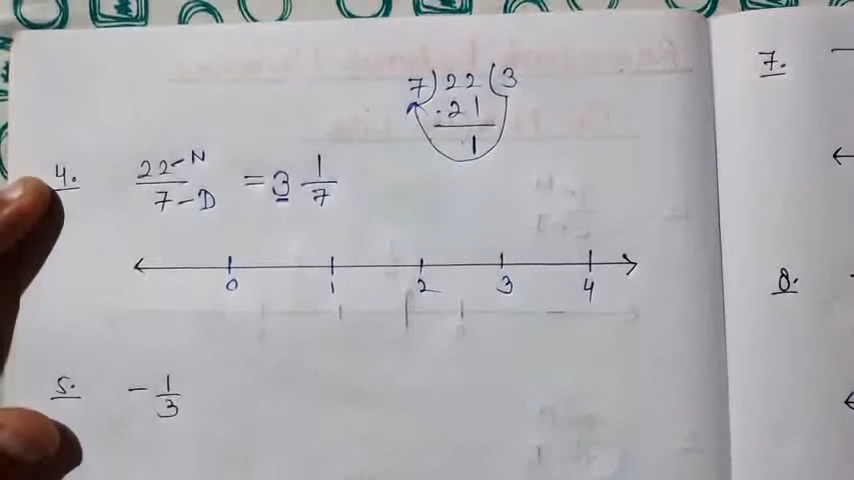 7) 22 (3
21
1
4. 22-N
7-D = 3 1/7
0 1 2 3 4
5. - 1/3
7.
8.